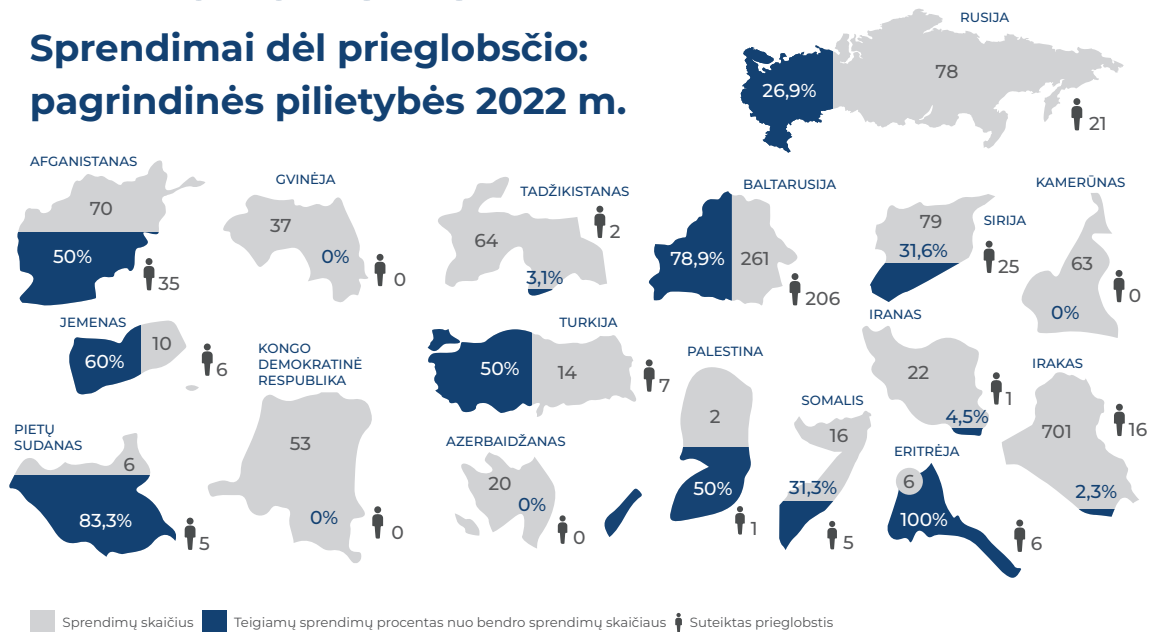 Sprendimai dėl prieglobsčio:
pagrindinės pilietybės 2022 m.
RUSIJA
26,9%
78
21
AFGANISTANAS
70
50%
35
GVINĖJA
37
0%
0
TADŽIKISTANAS
64
3,1%
2
BALTARUSIJA
78,9%
261
206
SIRIJA
79
31,6%
25
KAMERŪNAS
63
0%
0
JEMENAS
60%
10
6
KONGO
DEMOKRATINĖ
RESPUBLIKA
53
0%
0
TURKIJA
50%
14
7
PALESTINA
2
50%
1
SOMALIS
16
31,3%
5
IRANAS
22
4,5%
1
IRAKAS
701
2,3%
16
PIETŲ
SUDANAS
6
83,3%
5
AZERBAIDŽANAS
20
0%
0
ERITRĖJA
6
100%
6
Sprendimų skaičius
Teigiamų sprendimų procentas nuo bendro sprendimų skaičiaus
Suteiktas prieglobstis